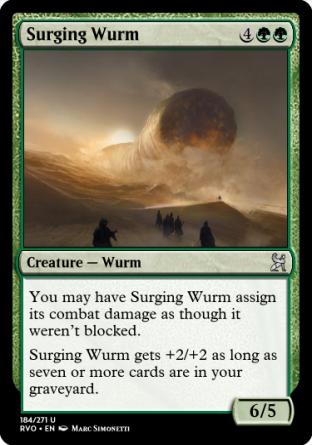 Surging Wurm 4
Creature — Wurm
You may have Surging Wurm assign
its combat damage as though it
weren't blocked.
Surging Wurm gets +2/+2 as long as
seven or more cards are in your
graveyard.
6/5
184/271 U
RVO • EN Marc Simonetti